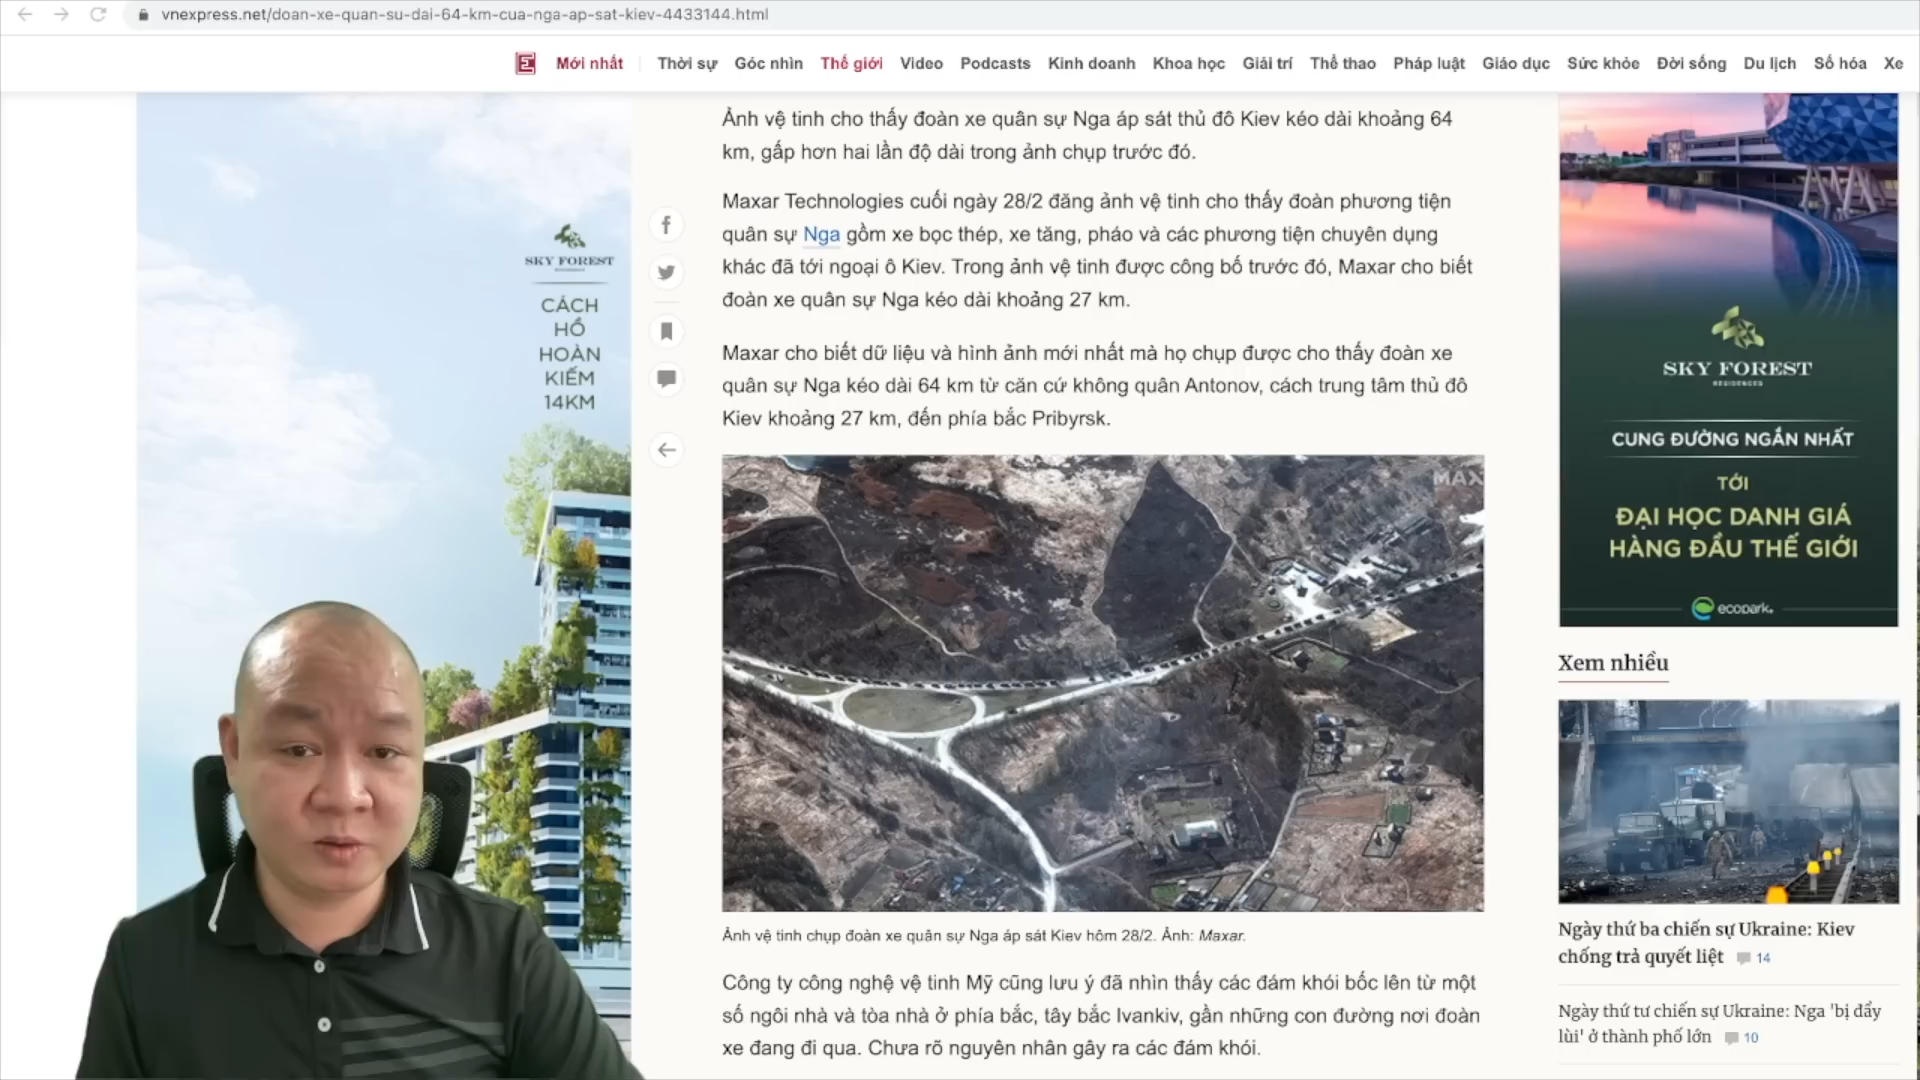 vnexpress.net/doan-xe-quan-su-dai-64-km-cua-nga-ap-sat-kiev-4433144.html
Mới nhất Thời sự Góc nhìn Thế giới Video Podcasts Kinh doanh Khoa học Giải trí Thể thao Pháp luật Giáo dục Sức khỏe Đời sống Du lịch Số hóa Xe
SKY FOREST
CÁCH
HỒ
HOÀN
KIẾM
14KM
Ảnh vệ tinh cho thấy đoàn xe quân sự Nga áp sát thủ đô Kiev kéo dài khoảng 64
km, gấp hơn hai lần độ dài trong ảnh chụp trước đó.
Maxar Technologies cuối ngày 28/2 đăng ảnh vệ tinh cho thấy đoàn phương tiện
quân sự Nga gồm xe bọc thép, xe tăng, pháo và các phương tiện chuyên dụng
khác đã tới ngoại ô Kiev. Trong ảnh vệ tinh được công bố trước đó, Maxar cho biết
đoàn xe quân sự Nga kéo dài khoảng 27 km.
Maxar cho biết dữ liệu và hình ảnh mới nhất mà họ chụp được cho thấy đoàn xe
quân sự Nga kéo dài 64 km từ căn cứ không quân Antonov, cách trung tâm thủ đô
Kiev khoảng 27 km, đến phía bắc Pribyrsk.
MAX
Ảnh vệ tinh chụp đoàn xe quân sự Nga áp sát Kiev hôm 28/2. Ảnh: Maxar.
Công ty công nghệ vệ tinh Mỹ cũng lưu ý đã nhìn thấy các đám khói bốc lên từ một
số ngôi nhà và tòa nhà ở phía bắc, tây bắc Ivankiv, gần những con đường nơi đoàn
xe đang đi qua. Chưa rõ nguyên nhân gây ra các đám khói.
SKY FOREST
RESIDENCES
CUNG ĐƯỜNG NGẮN NHẤT
TỚI
ĐẠI HỌC DANH GIÁ
HÀNG ĐẦU THẾ GIỚI
ecopark
Xem nhiều
Ngày thứ ba chiến sự Ukraine: Kiev
chống trả quyết liệt 14
Ngày thứ tư chiến sự Ukraine: Nga 'bị đẩy
lùi' ở thành phố lớn 10